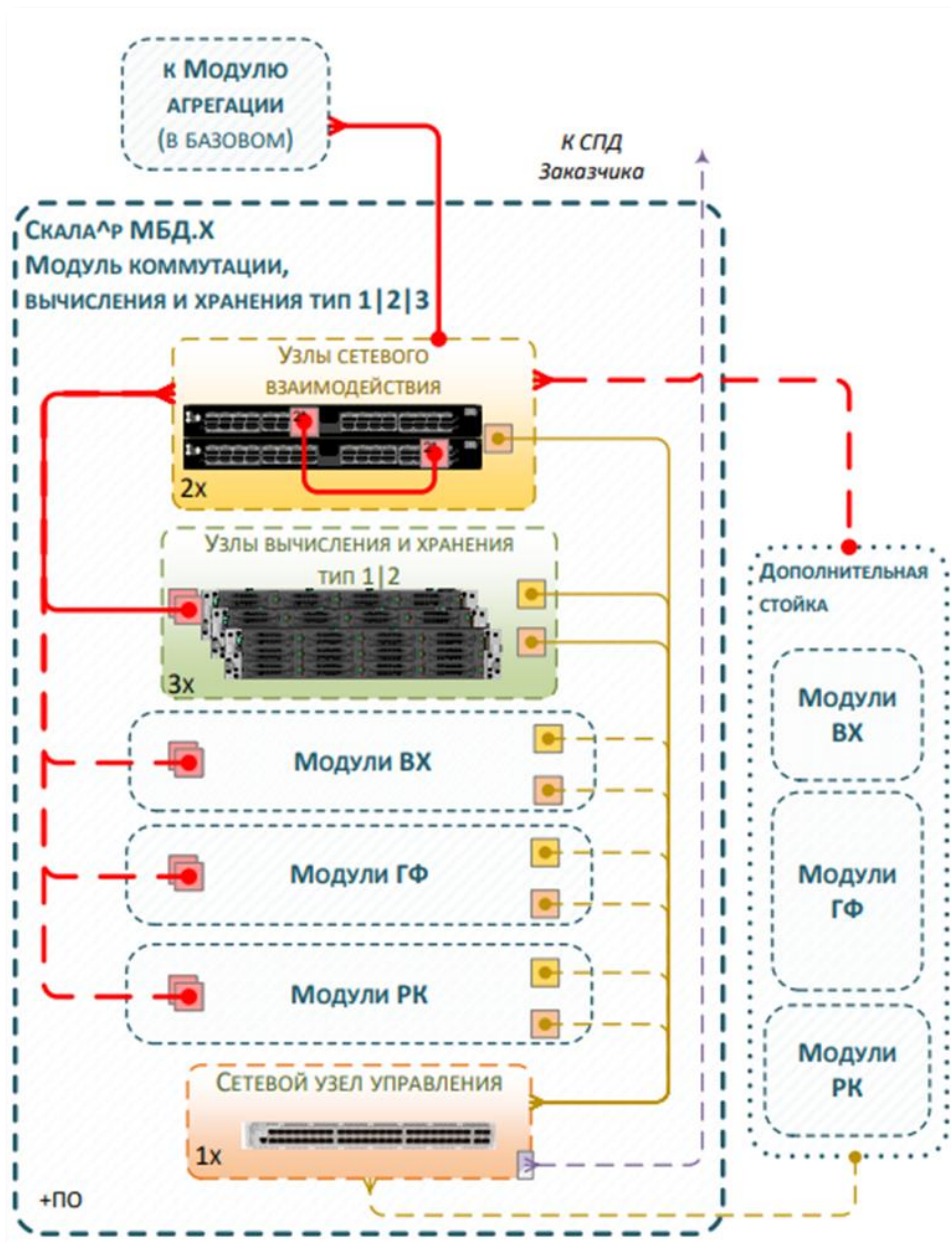 к Модулю
агрегации
(в базовом)
К СПД
Заказчика
Скала^р МБД.Х
Модуль коммутации,
вычисления и хранения тип 1|2|3
Узлы сетевого
взаимодействия
2x
Узлы вычисления и хранения
тип 1|2
3x
Дополнительная
стойка
Модули
ВХ
Модули ВХ
Модули ГФ
Модули
ГФ
Модули РК
Модули
РК
Сетевой узел управления
1x
+ПО